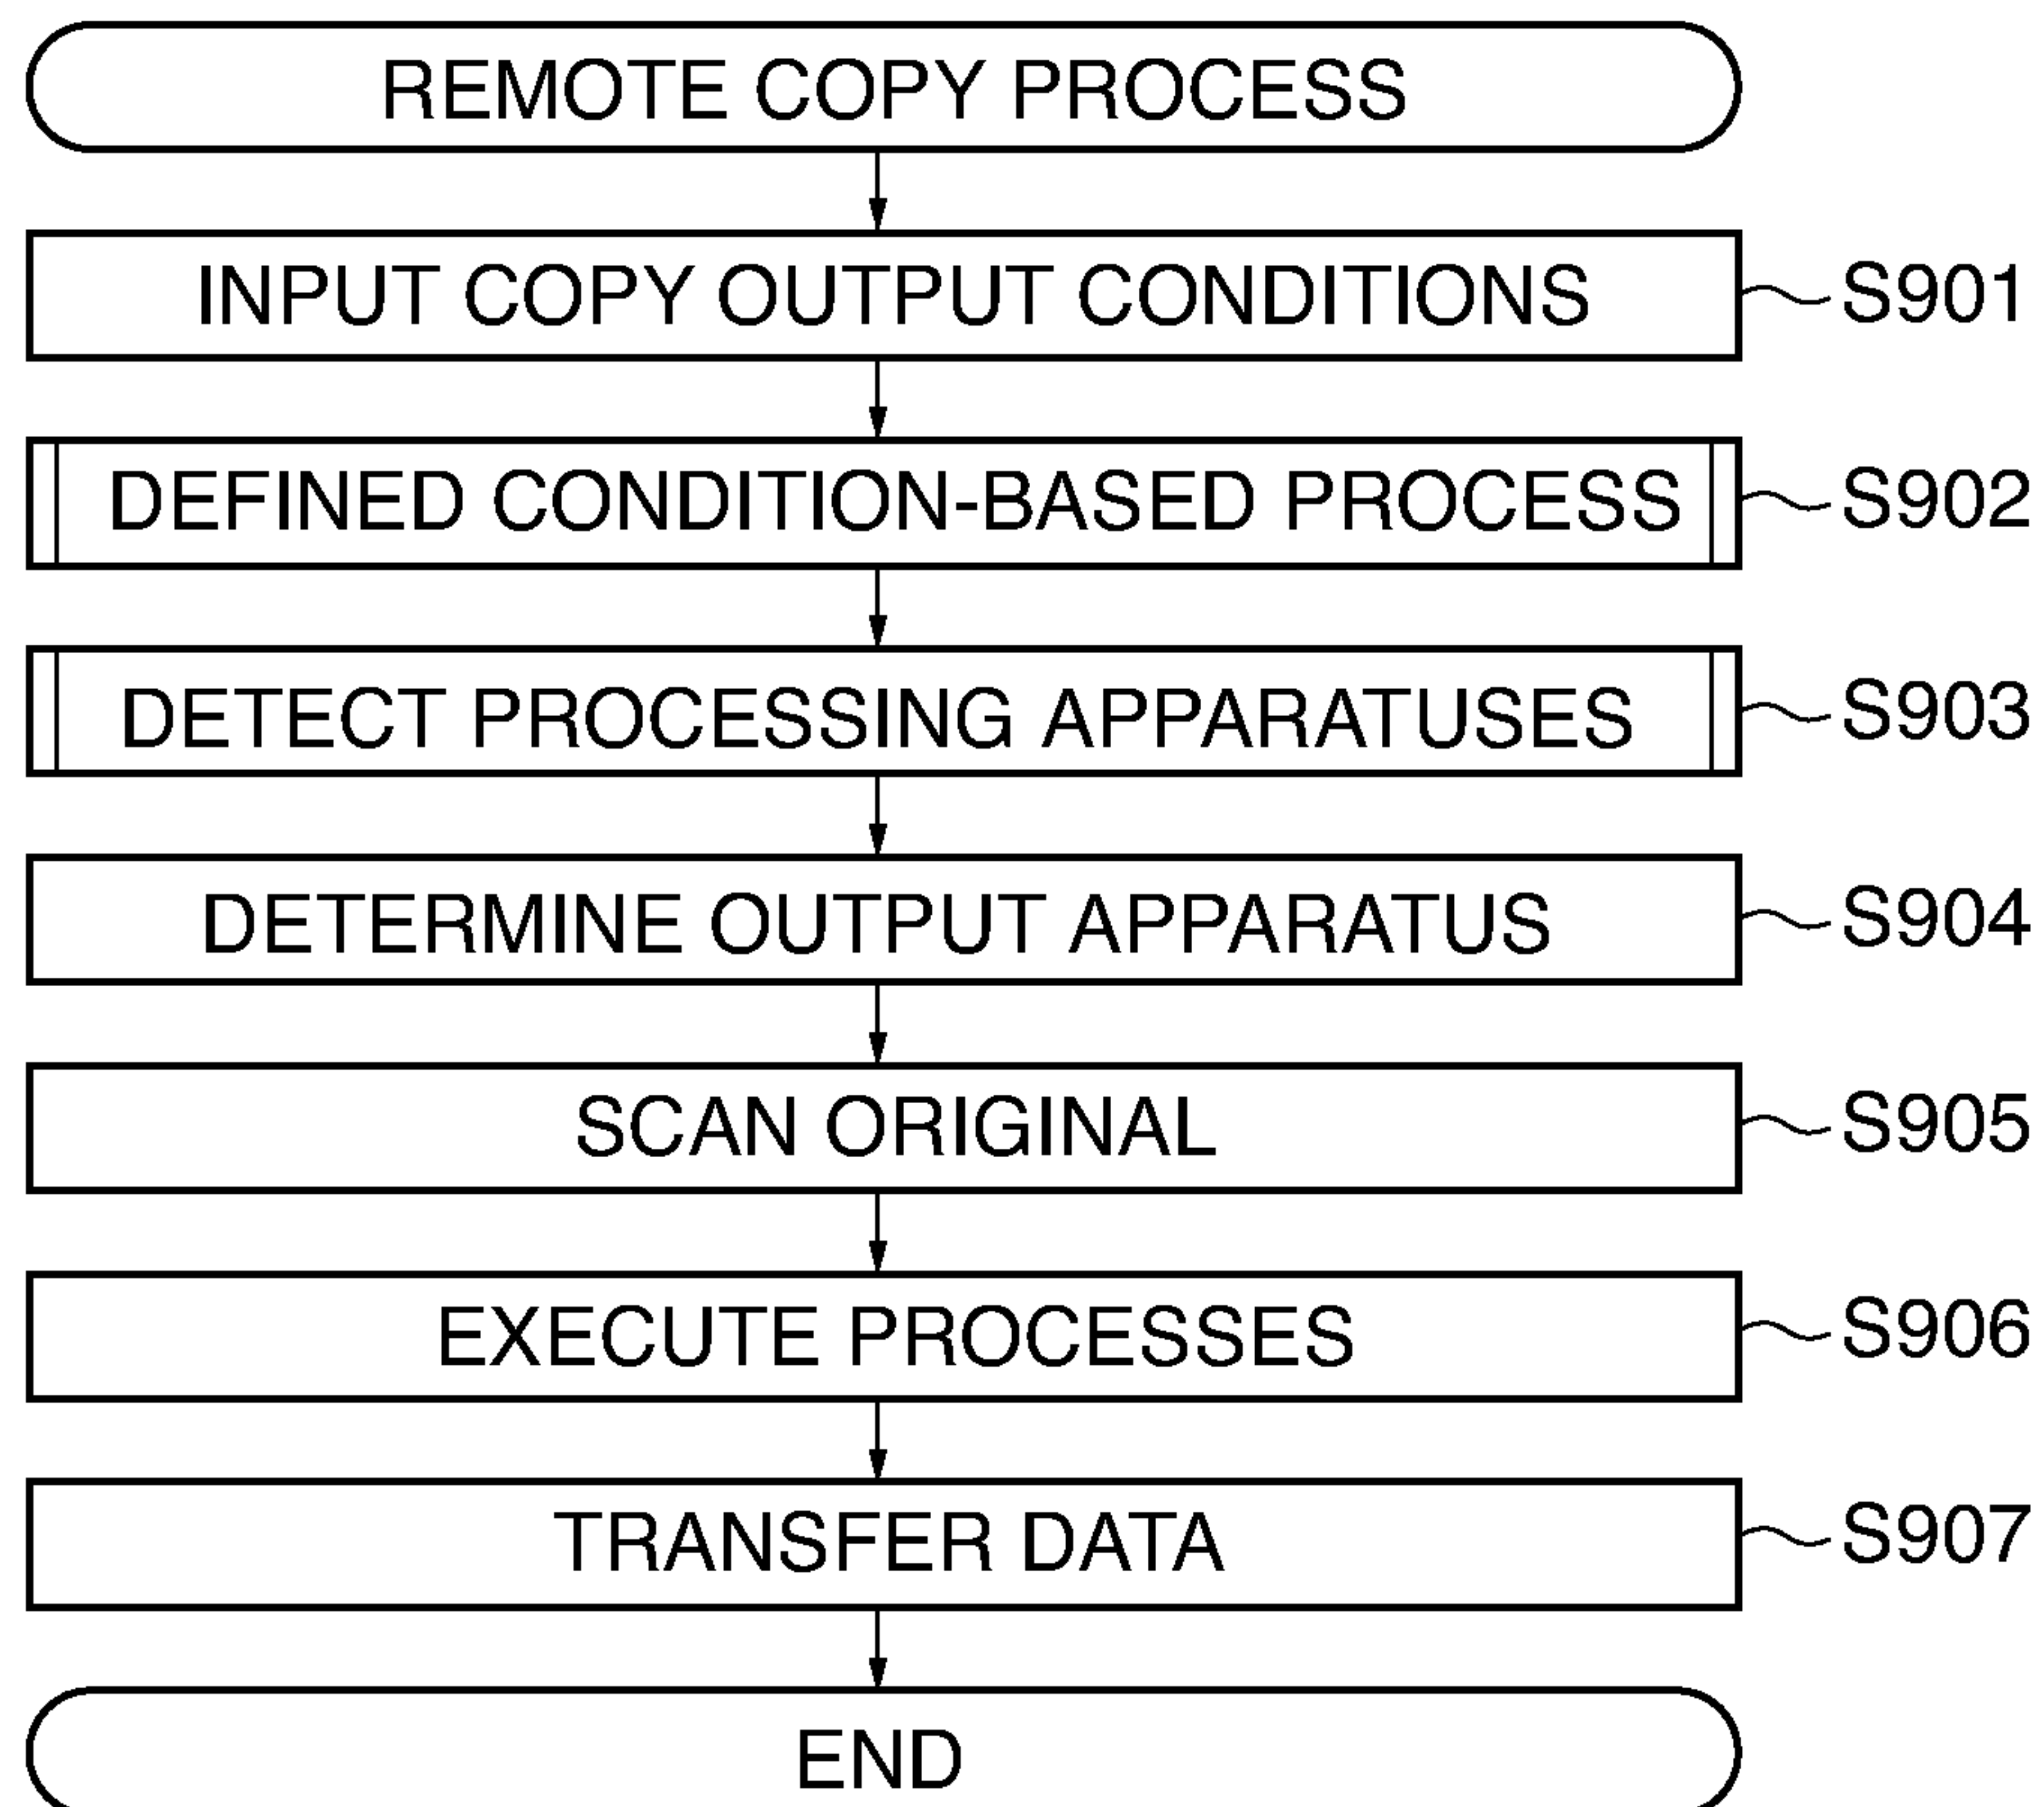 REMOTE COPY PROCESS
INPUT COPY OUTPUT CONDITIONS S901
DEFINED CONDITION-BASED PROCESS S902
DETECT PROCESSING APPARATUSES S903
DETERMINE OUTPUT APPARATUS S904
SCAN ORIGINAL S905
EXECUTE PROCESSES S906
TRANSFER DATA S907
END